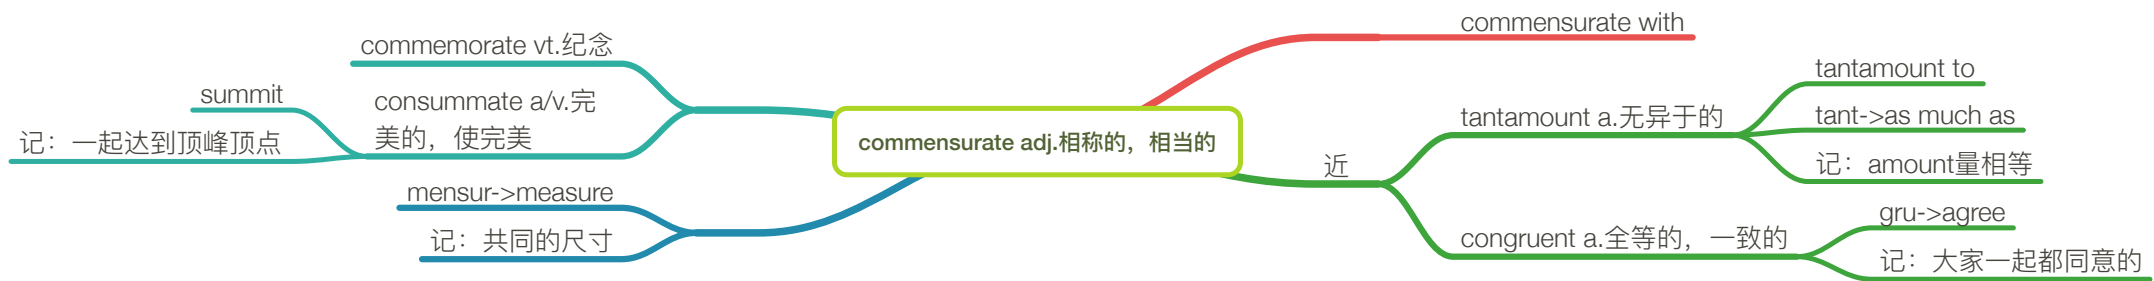 commemorate vt.纪念
summit
consummate a/v.完
美的，使完美
记：一起达到顶峰顶点
mensur->measure
记：共同的尺寸
commensurate adj.相称的，相当的
commensurate with
近
tantamount a.无异于的
tantamount to
tant->as much as
记：amount量相等
congruent a.全等的，一致的
gru->agree
记：大家一起都同意的